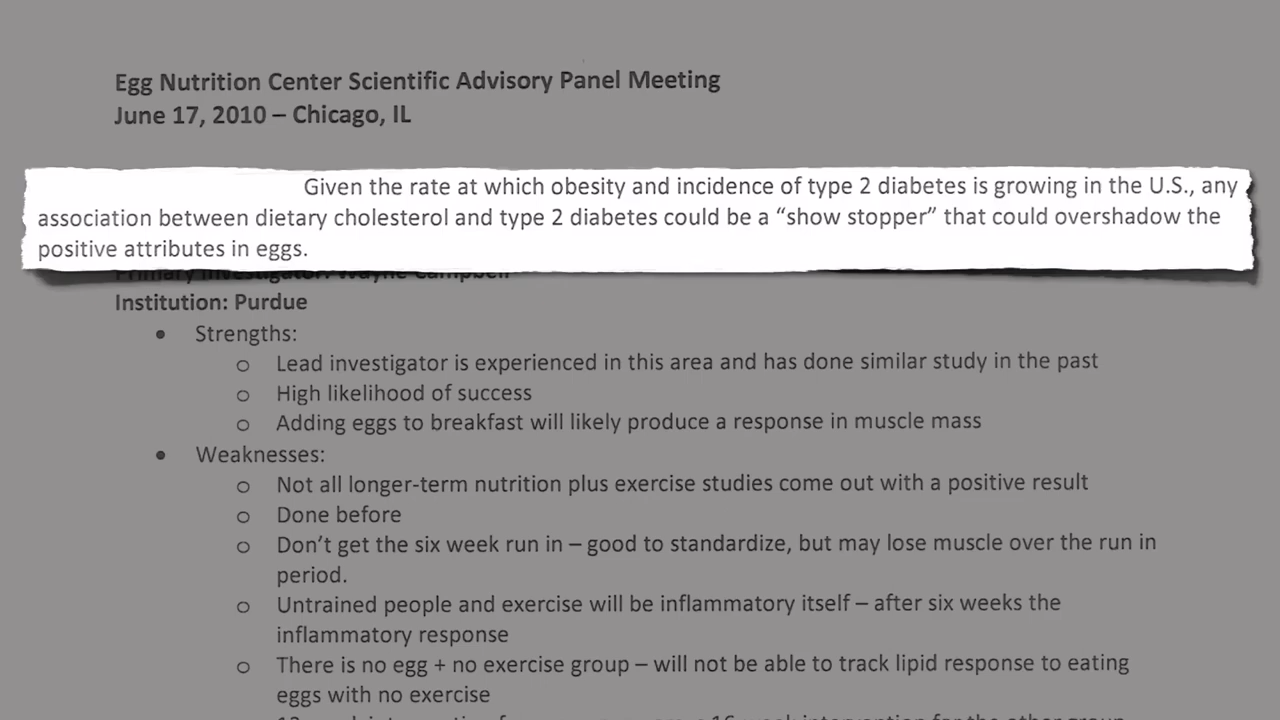 Egg Nutrition Center Scientific Advisory Panel Meeting
June 17, 2010 – Chicago, IL
Given the rate at which obesity and incidence of type 2 diabetes is growing in the U.S., any
association between dietary cholesterol and type 2 diabetes could be a “show stopper” that could overshadow the
positive attributes in eggs.
Primary Investigator: Wayne Campbell
Institution: Purdue
• Strengths:
o Lead investigator is experienced in this area and has done similar study in the past
o High likelihood of success
o Adding eggs to breakfast will likely produce a response in muscle mass
• Weaknesses:
o Not all longer-term nutrition plus exercise studies come out with a positive result
o Done before
o Don’t get the six week run in – good to standardize, but may lose muscle over the run in
period.
o Untrained people and exercise will be inflammatory itself – after six weeks the
inflammatory response
o There is no egg + no exercise group – will not be able to track lipid response to eating
eggs with no exercise